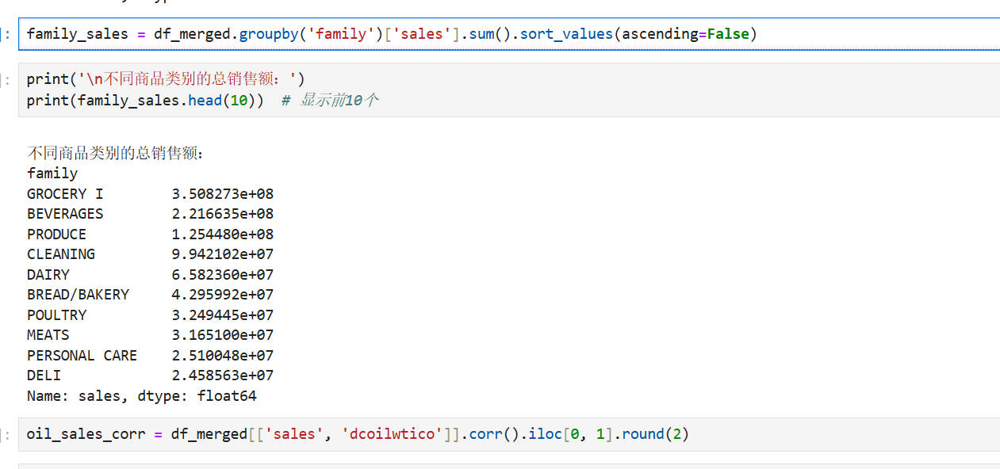 ]:
family_sales = df_merged.groupby('family')['sales'].sum().sort_values(ascending=False)
]:
print('\n不同商品类别的总销售额：')
print(family_sales.head(10))  # 显示前10个
不同商品类别的总销售额：
family
GROCERY I        3.508273e+08
BEVERAGES        2.216635e+08
PRODUCE          1.254480e+08
CLEANING         9.942102e+07
DAIRY            6.582360e+07
BREAD/BAKERY     4.295992e+07
POULTRY          3.249445e+07
MEATS            3.165100e+07
PERSONAL CARE    2.510048e+07
DELI             2.458563e+07
Name: sales, dtype: float64
]:
oil_sales_corr = df_merged[['sales', 'dcoilwtico']].corr().iloc[0, 1].round(2)